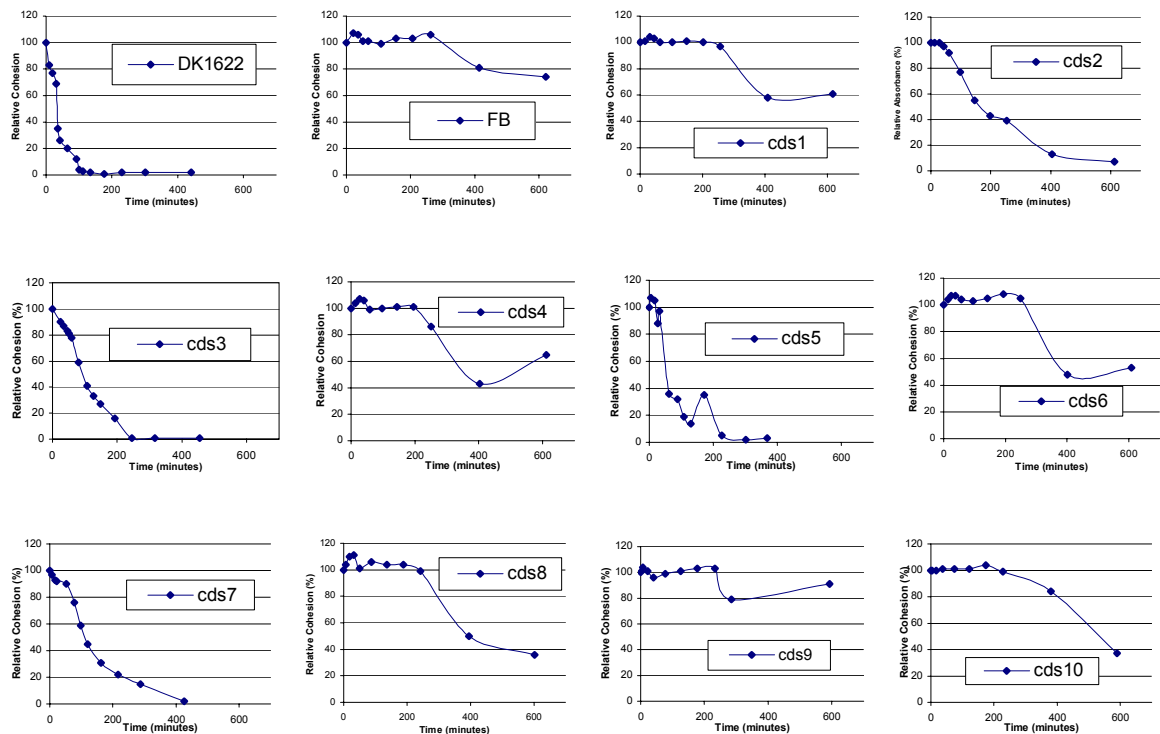 120
100
80
60
40
20
0
Relative Cohesion
DK1622
0 200 400 600
Time (minutes)
120
100
80
60
40
20
0
Relative Cohesion
FB
0 200 400 600
Time (minutes)
120
100
80
60
40
20
0
Relative Cohesion
cds1
0 200 400 600
Time (minutes)
120
100
80
60
40
20
0
Relative Absorbance (%)
cds2
0 200 400 600
Time (minutes)
120
100
80
60
40
20
0
Relative Cohesion (%)
cds3
0 200 400 600
Time (minutes)
120
100
80
60
40
20
0
Relative Cohesion
cds4
0 200 400 600
Time (minutes)
120
100
80
60
40
20
0
Relative Cohesion (%)
cds5
0 200 400 600
Time (minutes)
120
100
80
60
40
20
0
Relative Cohesion (%)
cds6
0 200 400 600
Time (minutes)
120
100
80
60
40
20
0
Relative Cohesion (%)
cds7
0 200 400 600
Time (minutes)
120
100
80
60
40
20
0
Relative Cohesion (%)
cds8
0 200 400 600
Time (minutes)
120
100
80
60
40
20
0
Relative Cohesion (%)
cds9
0 200 400 600
Time (minutes)
120
100
80
60
40
20
0
Relative Cohesion (%)
cds10
0 200 400 600
Time (minutes)